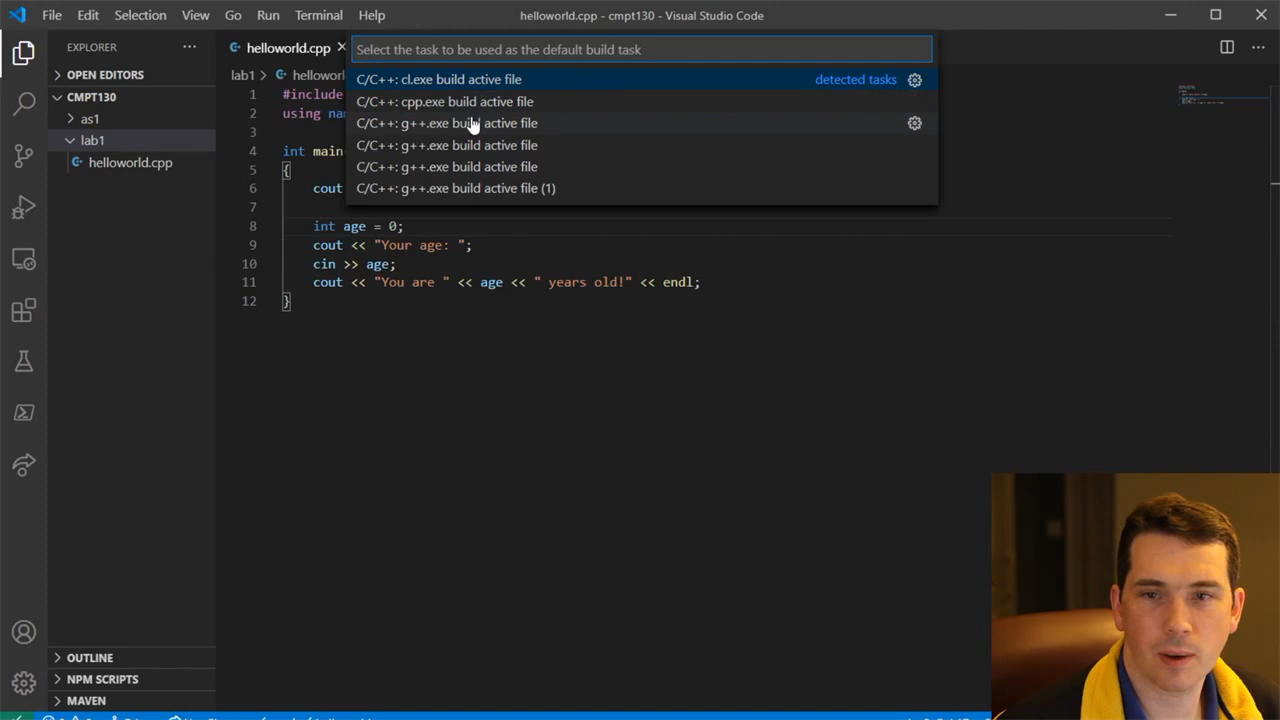 File Edit Selection View Go Run Terminal Help
helloworld.cpp - cmpt130 - Visual Studio Code
EXPLORER
OPEN EDITORS
CMPT130
as1
lab1
helloworld.cpp
OUTLINE
NPM SCRIPTS
MAVEN
helloworld.cpp
Select the task to be used as the default build task
C/C++: cl.exe build active file detected tasks
C/C++: cpp.exe build active file
C/C++: g++.exe build active file
C/C++: g++.exe build active file
C/C++: g++.exe build active file
C/C++: g++.exe build active file (1)
lab1 > helloworld
1 #include
2 using
3
4 int main
5 {
6 cout
7
8 int age = 0;
9 cout << "Your age: ";
10 cin >> age;
11 cout << "You are " << age << " years old!" << endl;
12 }